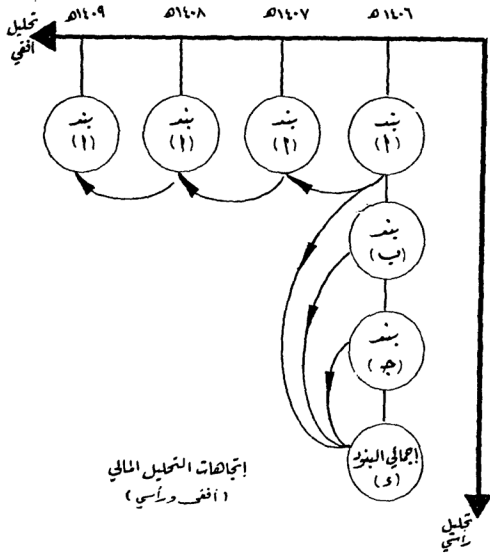 ١٤٠٦هـ ١٤٠٧هـ ١٤٠٨هـ ١٤٠٩هـ
تحليل
أفقي
بند
(أ)
بند
(أ)
بند
(أ)
بند
(أ)
بند
(ب)
بند
(جـ)
إجمالي البنود
(ء)
إتجاهات التحليل المالي
(أفقى ورأسي)
تحليل
رأسي